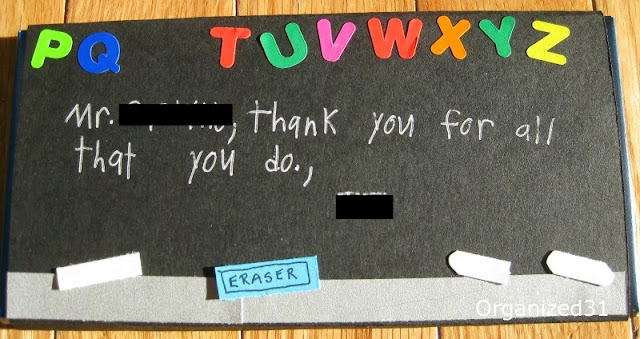 PQ TUVWXYZ
Mr. thank you for all
that you do.,
ERASER
Organized31